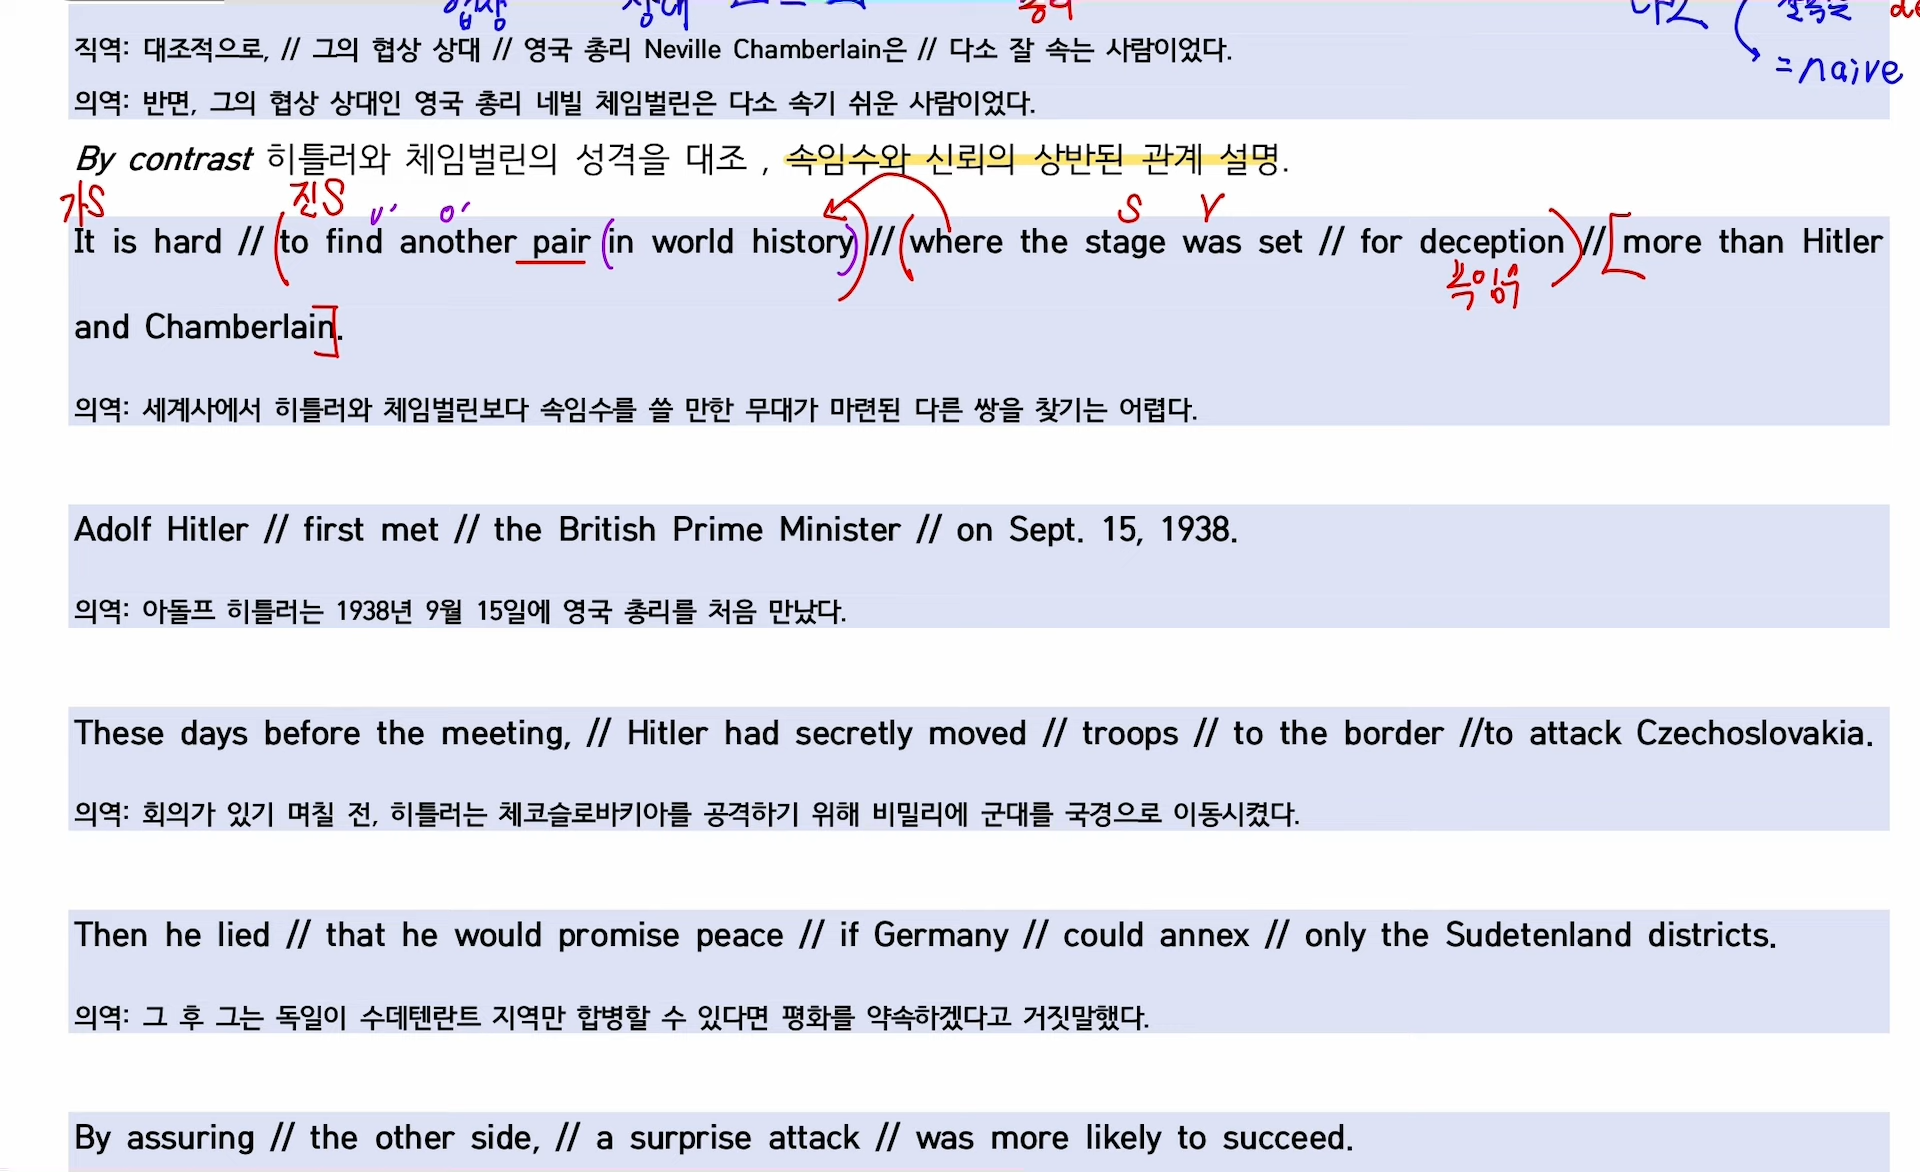 협상 상대 총리 다소
직역: 대조적으로, // 그의 협상 상대 // 영국 총리 Neville Chamberlain은 // 다소 잘 속는 사람이었다.
= naive
의역: 반면, 그의 협상 상대인 영국 총리 네빌 체임벌린은 다소 속기 쉬운 사람이었다.
By contrast 히틀러와 체임벌린의 성격을 대조 , 속임수와 신뢰의 상반된 관계 설명.
가S 진S v' o' S V
It is hard // (to find another pair (in world history)) // (where the stage was set // for deception) // [more than Hitler
속임수
and Chamberlain].
의역: 세계사에서 히틀러와 체임벌린보다 속임수를 쓸 만한 무대가 마련된 다른 쌍을 찾기는 어렵다.
Adolf Hitler // first met // the British Prime Minister // on Sept. 15, 1938.
의역: 아돌프 히틀러는 1938년 9월 15일에 영국 총리를 처음 만났다.
These days before the meeting, // Hitler had secretly moved // troops // to the border //to attack Czechoslovakia.
의역: 회의가 있기 며칠 전, 히틀러는 체코슬로바키아를 공격하기 위해 비밀리에 군대를 국경으로 이동시켰다.
Then he lied // that he would promise peace // if Germany // could annex // only the Sudetenland districts.
의역: 그 후 그는 독일이 수데텐란트 지역만 합병할 수 있다면 평화를 약속하겠다고 거짓말했다.
By assuring // the other side, // a surprise attack // was more likely to succeed.